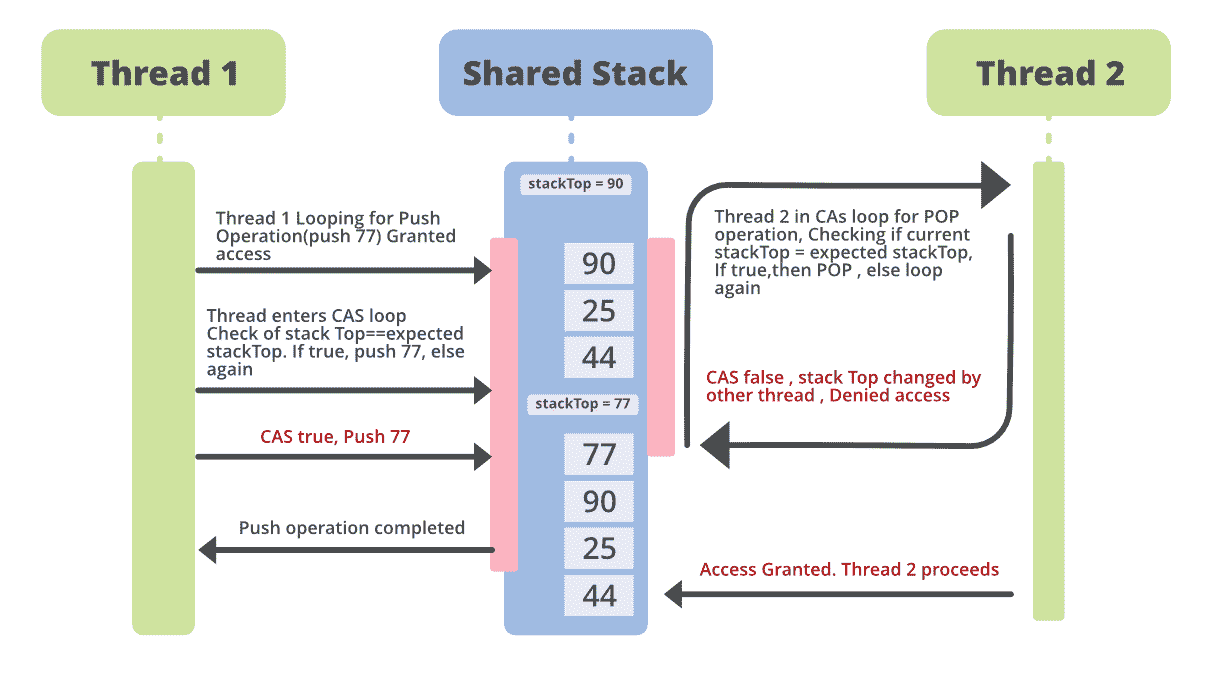 Thread 1
Shared Stack
Thread 2
stackTop = 90
Thread 1 Looping for Push
Operation(push 77) Granted
access
Thread enters CAS loop
Check of stack Top==expected
stackTop. If true, push 77, else
again
CAS true, Push 77
Push operation completed
90
25
44
stackTop = 77
77
90
25
44
Thread 2 in CAs loop for POP
operation, Checking if current
stackTop = expected stackTop,
If true,then POP , else loop
again
CAS false , stack Top changed by
other thread , Denied access
Access Granted. Thread 2 proceeds